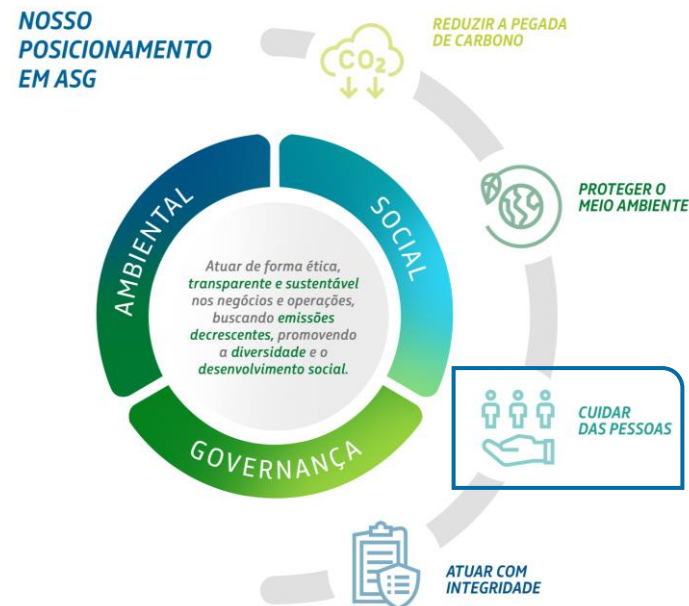 NOSSO
POSICIONAMENTO
EM ASG
REDUZIR A PEGADA
DE CARBONO
CO₂
PROTEGER O
MEIO AMBIENTE
AMBIENTAL
SOCIAL
Atuar de forma ética,
transparente e sustentável
nos negócios e operações,
buscando emissões
decrescentes, promovendo
a diversidade e o
desenvolvimento social.
CUIDAR
DAS PESSOAS
GOVERNANÇA
ATUAR COM
INTEGRIDADE